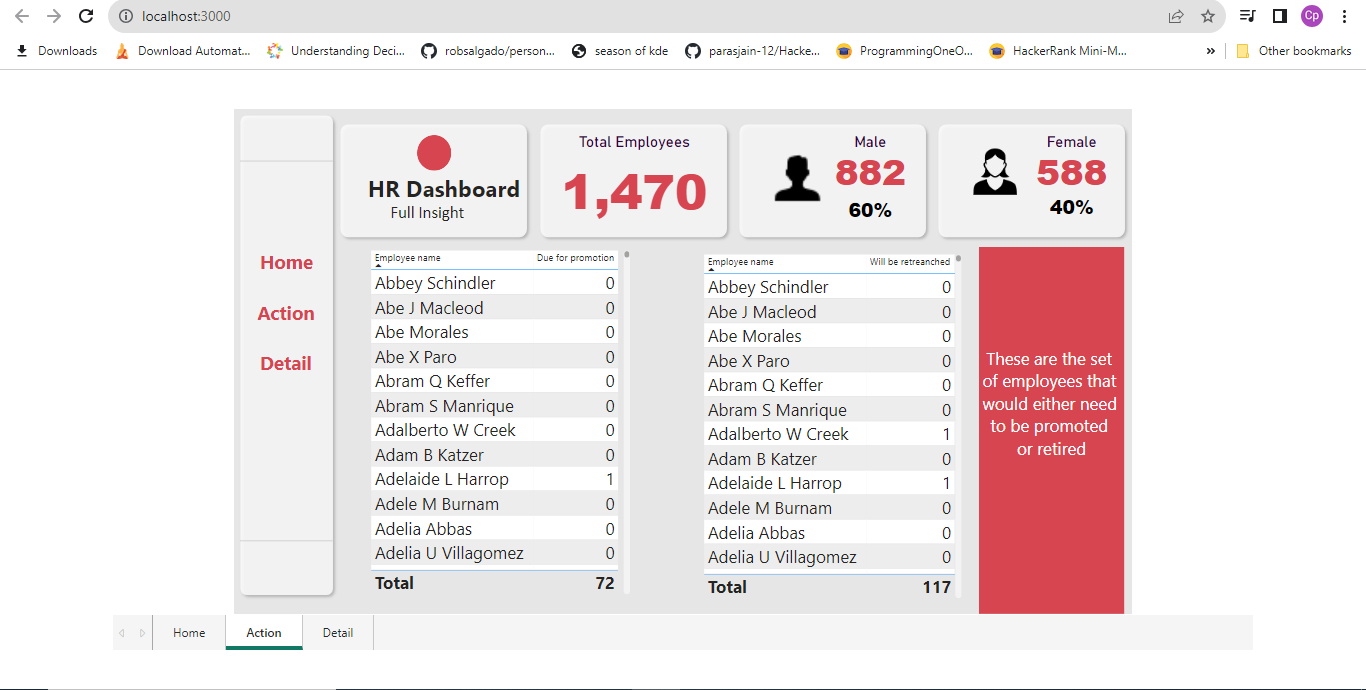 localhost:3000
Cp
Downloads
Download Automat...
Understanding Deci...
robsalgado/person...
season of kde
parasjain-12/Hacke...
ProgrammingOneO...
HackerRank Mini-M...
»
Other bookmarks
HR Dashboard
Full Insight
Total Employees
1,470
Male
882
60%
Female
588
40%
Home
Action
Detail
Employee name Due for promotion
Abbey Schindler 0
Abe J Macleod 0
Abe Morales 0
Abe X Paro 0
Abram Q Keffer 0
Abram S Manrique 0
Adalberto W Creek 0
Adam B Katzer 0
Adelaide L Harrop 1
Adele M Burnam 0
Adelia Abbas 0
Adelia U Villagomez 0
Total 72
Employee name Will be retreanched
Abbey Schindler 0
Abe J Macleod 0
Abe Morales 0
Abe X Paro 0
Abram Q Keffer 0
Abram S Manrique 0
Adalberto W Creek 1
Adam B Katzer 0
Adelaide L Harrop 1
Adele M Burnam 0
Adelia Abbas 0
Adelia U Villagomez 0
Total 117
These are the set
of employees that
would either need
to be promoted
or retired
Home
Action
Detail